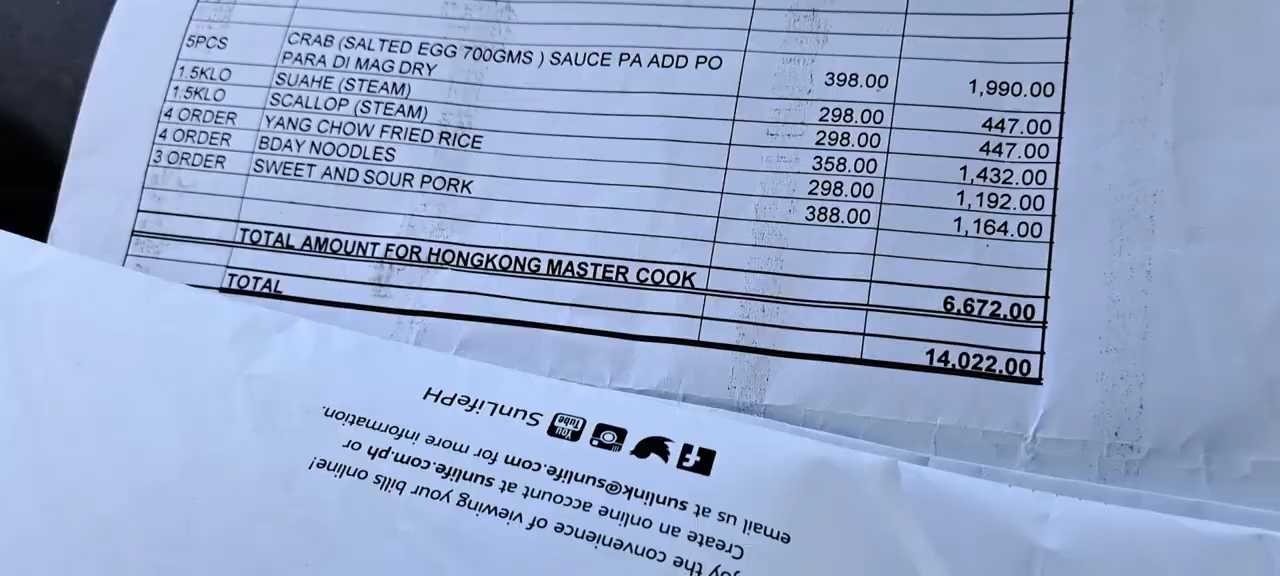 5PCS CRAB (SALTED EGG 700GMS ) SAUCE PA ADD PO
PARA DI MAG DRY 398.00 1,990.00
1.5KLO SUAHE (STEAM) 298.00 447.00
1.5KLO SCALLOP (STEAM) 298.00 447.00
4 ORDER YANG CHOW FRIED RICE 358.00 1,432.00
4 ORDER BDAY NOODLES 298.00 1,192.00
3 ORDER SWEET AND SOUR PORK 388.00 1,164.00
TOTAL AMOUNT FOR HONGKONG MASTER COOK 6,672.00
TOTAL 14,022.00
the convenience of viewing your bills online!
Create an online account at sunlife.com.ph or
email us at sunlink@sunlife.com for more information.
f You Tube SunLifePH